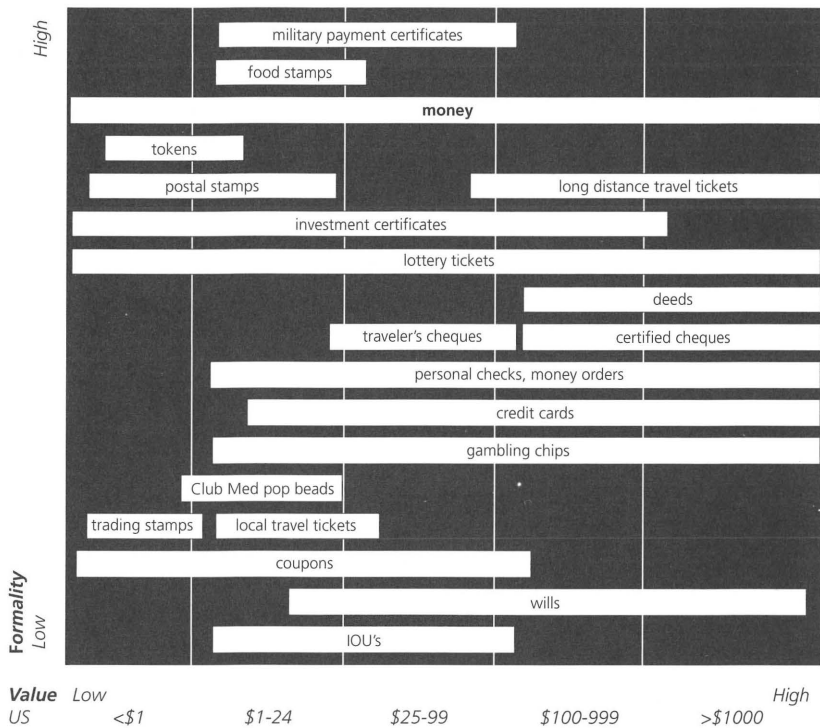 High
military payment certificates
food stamps
money
tokens
postal stamps long distance travel tickets
investment certificates
lottery tickets
deeds
traveler's cheques certified cheques
personal checks, money orders
credit cards
gambling chips
Club Med pop beads
trading stamps local travel tickets
coupons
wills
IOU's
Formality
Low
Value Low High
US <$1 $1-24 $25-99 $100-999 >$1000